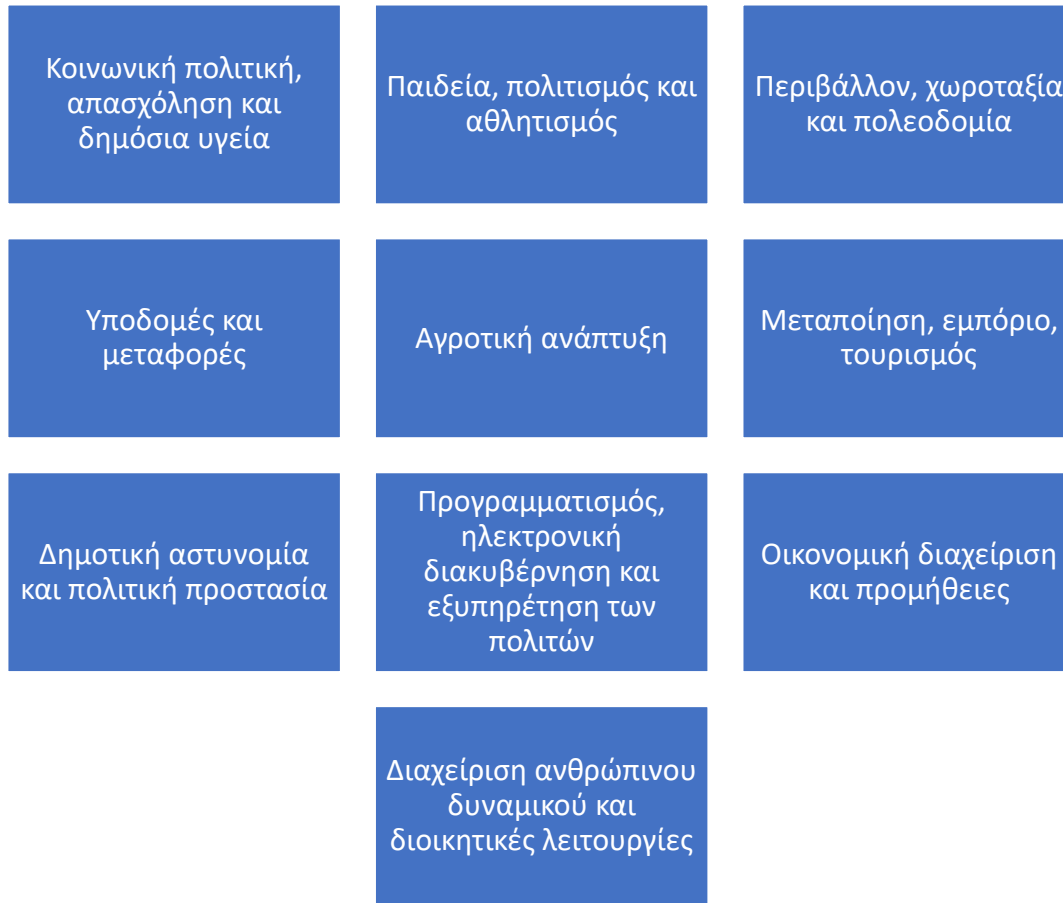 Κοινωνική πολιτική,
απασχόληση και
δημόσια υγεία
Παιδεία, πολιτισμός και
αθλητισμός
Περιβάλλον, χωροταξία
και πολεοδομία
Υποδομές και
μεταφορές
Αγροτική ανάπτυξη
Μεταποίηση, εμπόριο,
τουρισμός
Δημοτική αστυνομία
και πολιτική προστασία
Προγραμματισμός,
ηλεκτρονική
διακυβέρνηση και
εξυπηρέτηση των
πολιτών
Οικονομική διαχείριση
και προμήθειες
Διαχείριση ανθρώπινου
δυναμικού και
διοικητικές λειτουργίες